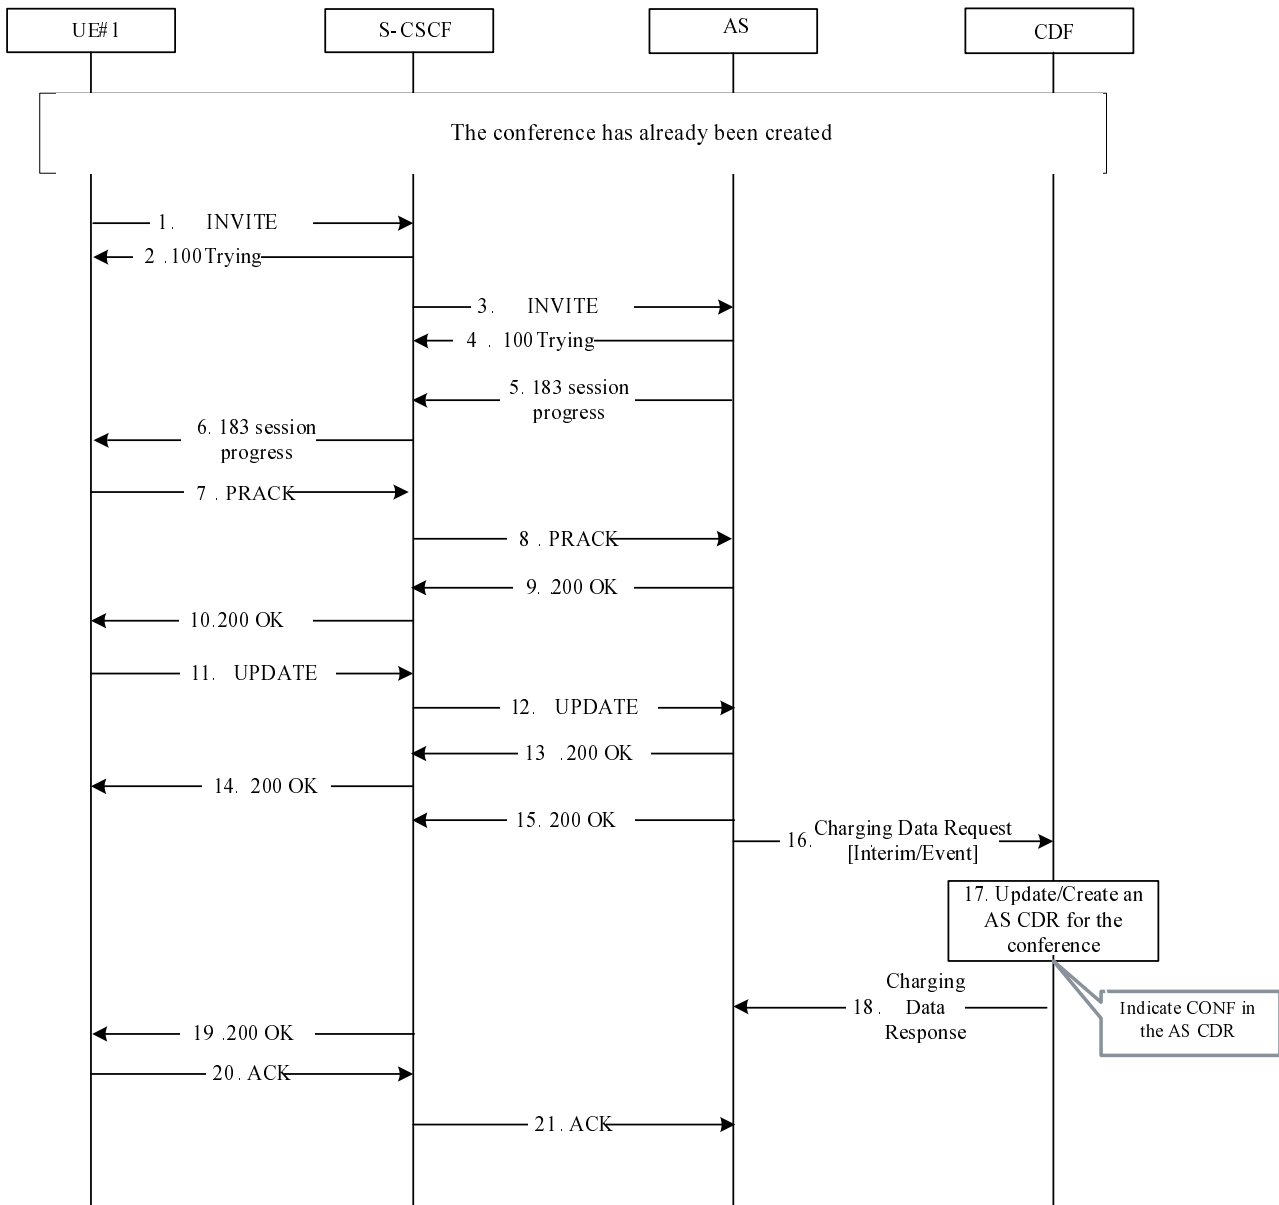 UE#1
S-CSCF
AS
CDF
The conference has already been created
1. INVITE
2 .100 Trying
3. INVITE
4 . 100 Trying
5. 183 session
progress
6. 183 session
progress
7 . PRACK
8 . PRACK
9. .200 OK
10.200 OK
11. UPDATE
12. UPDATE
13 .200 OK
14. 200 OK
15. 200 OK
16. Charging Data Request
[Interim/Event]
17. Update/Create an
AS CDR for the
conference
Charging
18. Data
Response
Indicate CONF in
the AS CDR
19 .200 OK
20. ACK
21. ACK